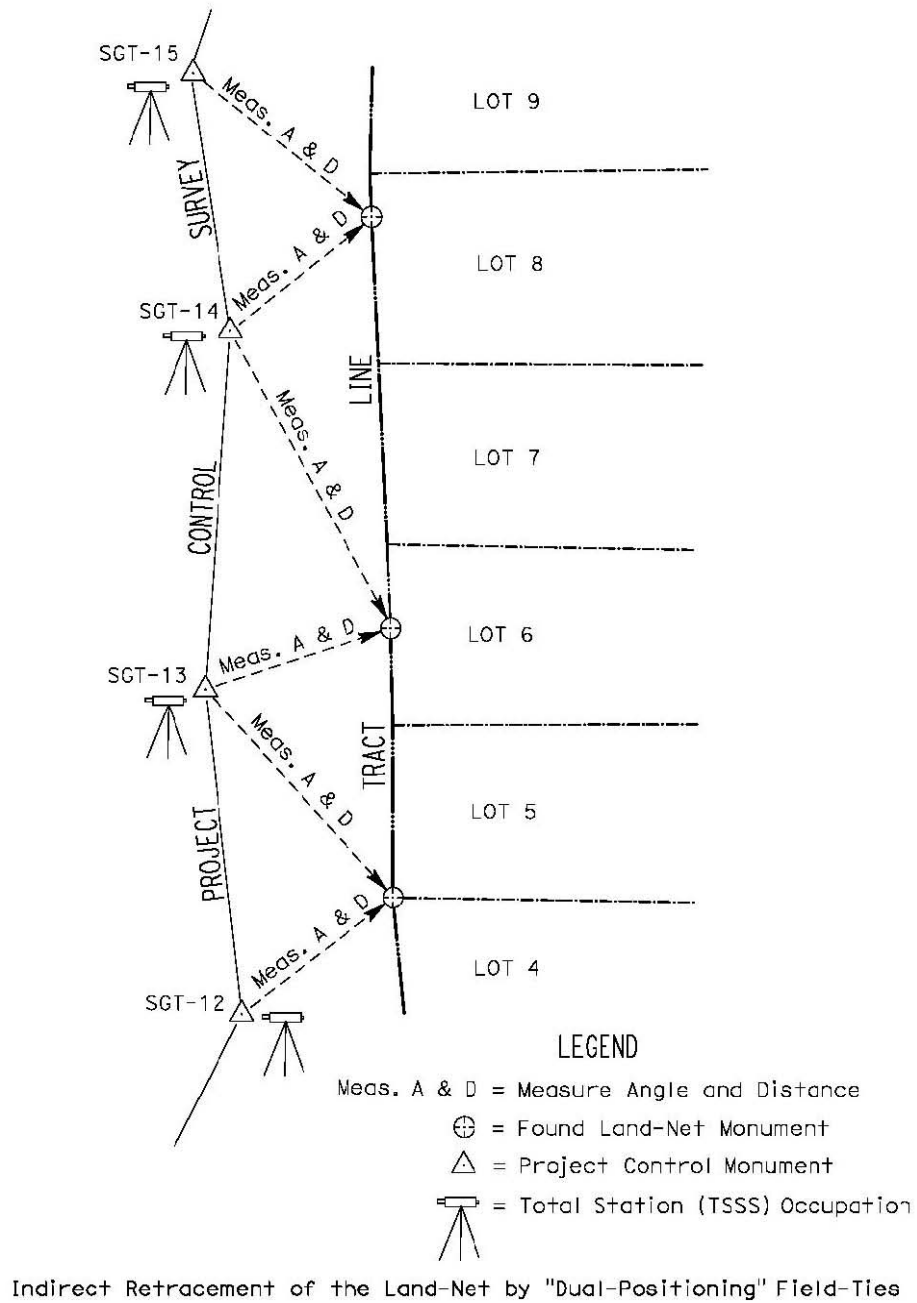 SGT-15
Meas. A & D
LOT 9
SURVEY
Meas. A & D
LOT 8
SGT-14
LINE
Meas. A & D
CONTROL
LOT 7
Meas. A & D
LOT 6
SGT-13
Meas. A & D
TRACT
LOT 5
PROJECT
Meas. A & D
LOT 4
SGT-12
LEGEND
Meas. A & D = Measure Angle and Distance
= Found Land-Net Monument
= Project Control Monument
= Total Station (TSSS) Occupation
Indirect Retracement of the Land-Net by "Dual-Positioning" Field-Ties